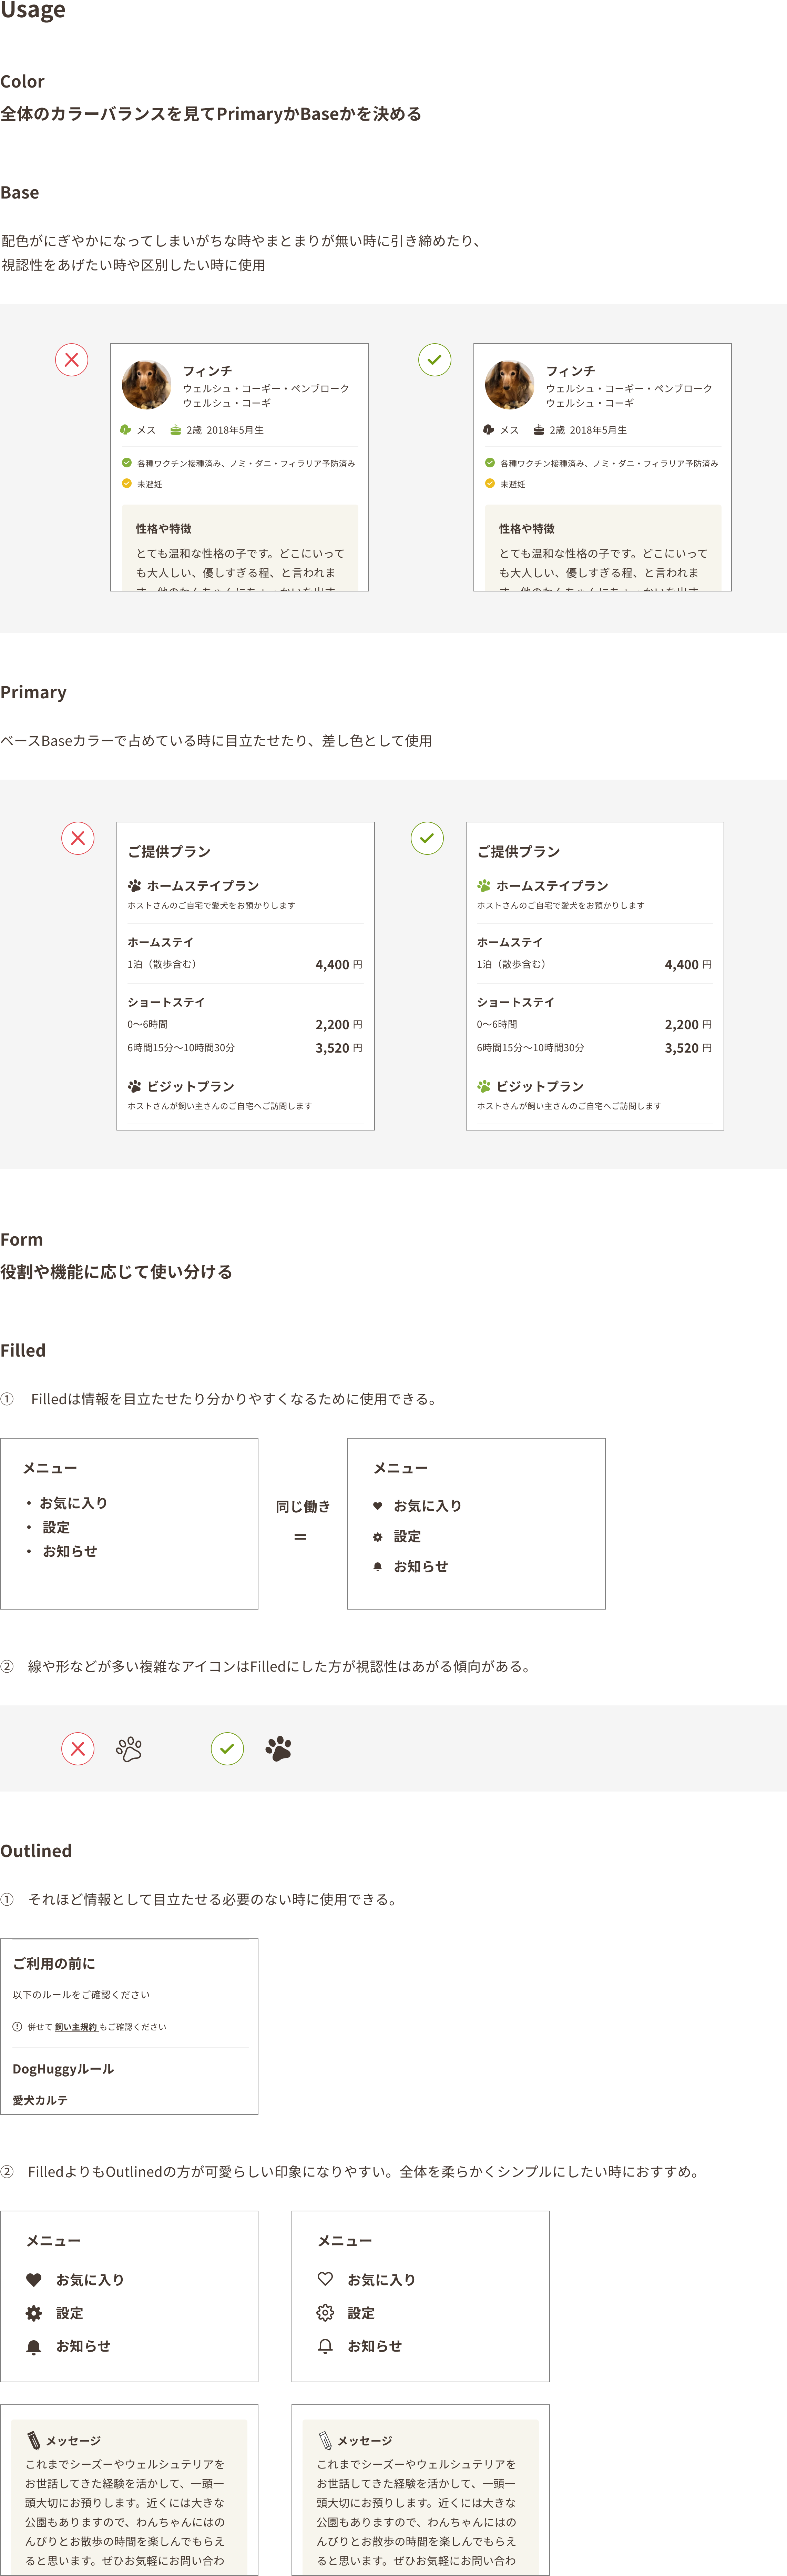 Usage
Color
全体のカラーバランスを見てPrimaryかBaseかを決める
Base
配色がにぎやかになってしまいがちな時やまとまりが無い時に引き締めたり、
視認性をあげたい時や区別したい時に使用
フィンチ
ウェルシュ・コーギー・ペンブローク
ウェルシュ・コーギ
メス 2歳 2018年5月生
各種ワクチン接種済み、ノミ・ダニ・フィラリア予防済み
未避妊
性格や特徴
とても温和な性格の子です。どこにいって
も大人しい、優しすぎる程、と言われま
フィンチ
ウェルシュ・コーギー・ペンブローク
ウェルシュ・コーギ
メス 2歳 2018年5月生
各種ワクチン接種済み、ノミ・ダニ・フィラリア予防済み
未避妊
性格や特徴
とても温和な性格の子です。どこにいって
も大人しい、優しすぎる程、と言われま
Primary
ベースBaseカラーで占めている時に目立たせたり、差し色として使用
ご提供プラン
ホームステイプラン
ホストさんのご自宅で愛犬をお預かりします
ホームステイ
1泊（散歩含む） 4,400 円
ショートステイ
0〜6時間 2,200 円
6時間15分〜10時間30分 3,520 円
ビジットプラン
ホストさんが飼い主さんのご自宅へご訪問します
ご提供プラン
ホームステイプラン
ホストさんのご自宅で愛犬をお預かりします
ホームステイ
1泊（散歩含む） 4,400 円
ショートステイ
0〜6時間 2,200 円
6時間15分〜10時間30分 3,520 円
ビジットプラン
ホストさんが飼い主さんのご自宅へご訪問します
Form
役割や機能に応じて使い分ける
Filled
① Filledは情報を目立たせたり分かりやすくなるために使用できる。
メニュー
・お気に入り
・ 設定
・ お知らせ
同じ働き
＝
メニュー
お気に入り
設定
お知らせ
② 線や形などが多い複雑なアイコンはFilledにした方が視認性はあがる傾向がある。
Outlined
① それほど情報として目立たせる必要のない時に使用できる。
ご利用の前に
以下のルールをご確認ください
併せて 飼い主規約 もご確認ください
DogHuggyルール
愛犬カルテ
② FilledよりもOutlinedの方が可愛らしい印象になりやすい。全体を柔らかくシンプルにしたい時におすすめ。
メニュー
お気に入り
設定
お知らせ
メニュー
お気に入り
設定
お知らせ
メッセージ
これまでシーズーやウェルシュテリアを
お世話してきた経験を活かして、一頭一
頭大切にお預りします。近くには大きな
公園もありますので、わんちゃんにはの
んびりとお散歩の時間を楽しんでもらえ
ると思います。ぜひお気軽にお問い合わ
メッセージ
これまでシーズーやウェルシュテリアを
お世話してきた経験を活かして、一頭一
頭大切にお預りします。近くには大きな
公園もありますので、わんちゃんにはの
んびりとお散歩の時間を楽しんでもらえ
ると思います。ぜひお気軽にお問い合わ